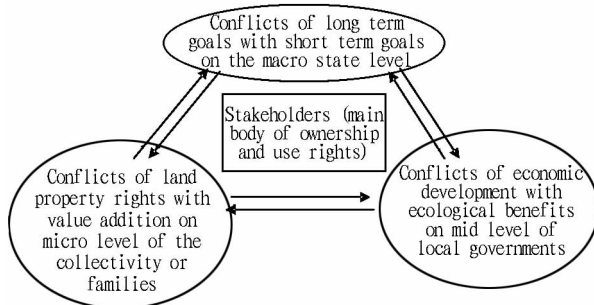 Conflicts of long term
goals with short term goals
on the macro state level
Stakeholders (main
body of ownership
and use rights)
Conflicts of land
property rights with
value addition on
micro level of the
collectivity or
families
Conflicts of economic
development with
ecological benefits
on mid level of
local governments